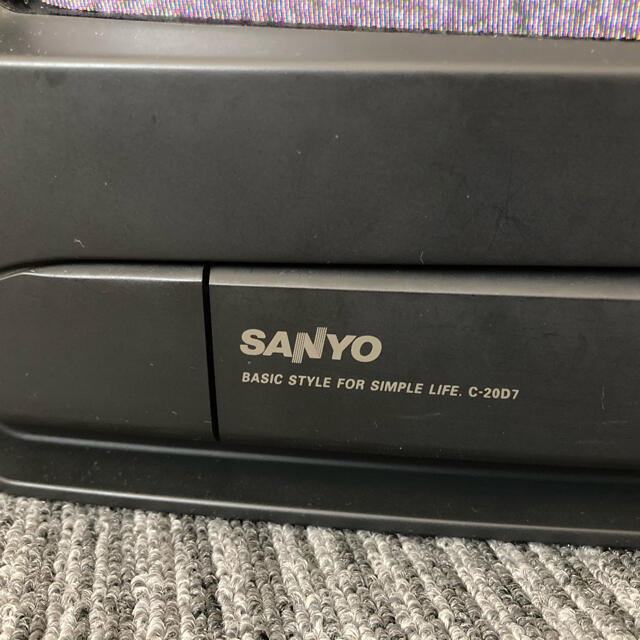 SANYO
BASIC STYLE FOR SIMPLE LIFE. C-20D7